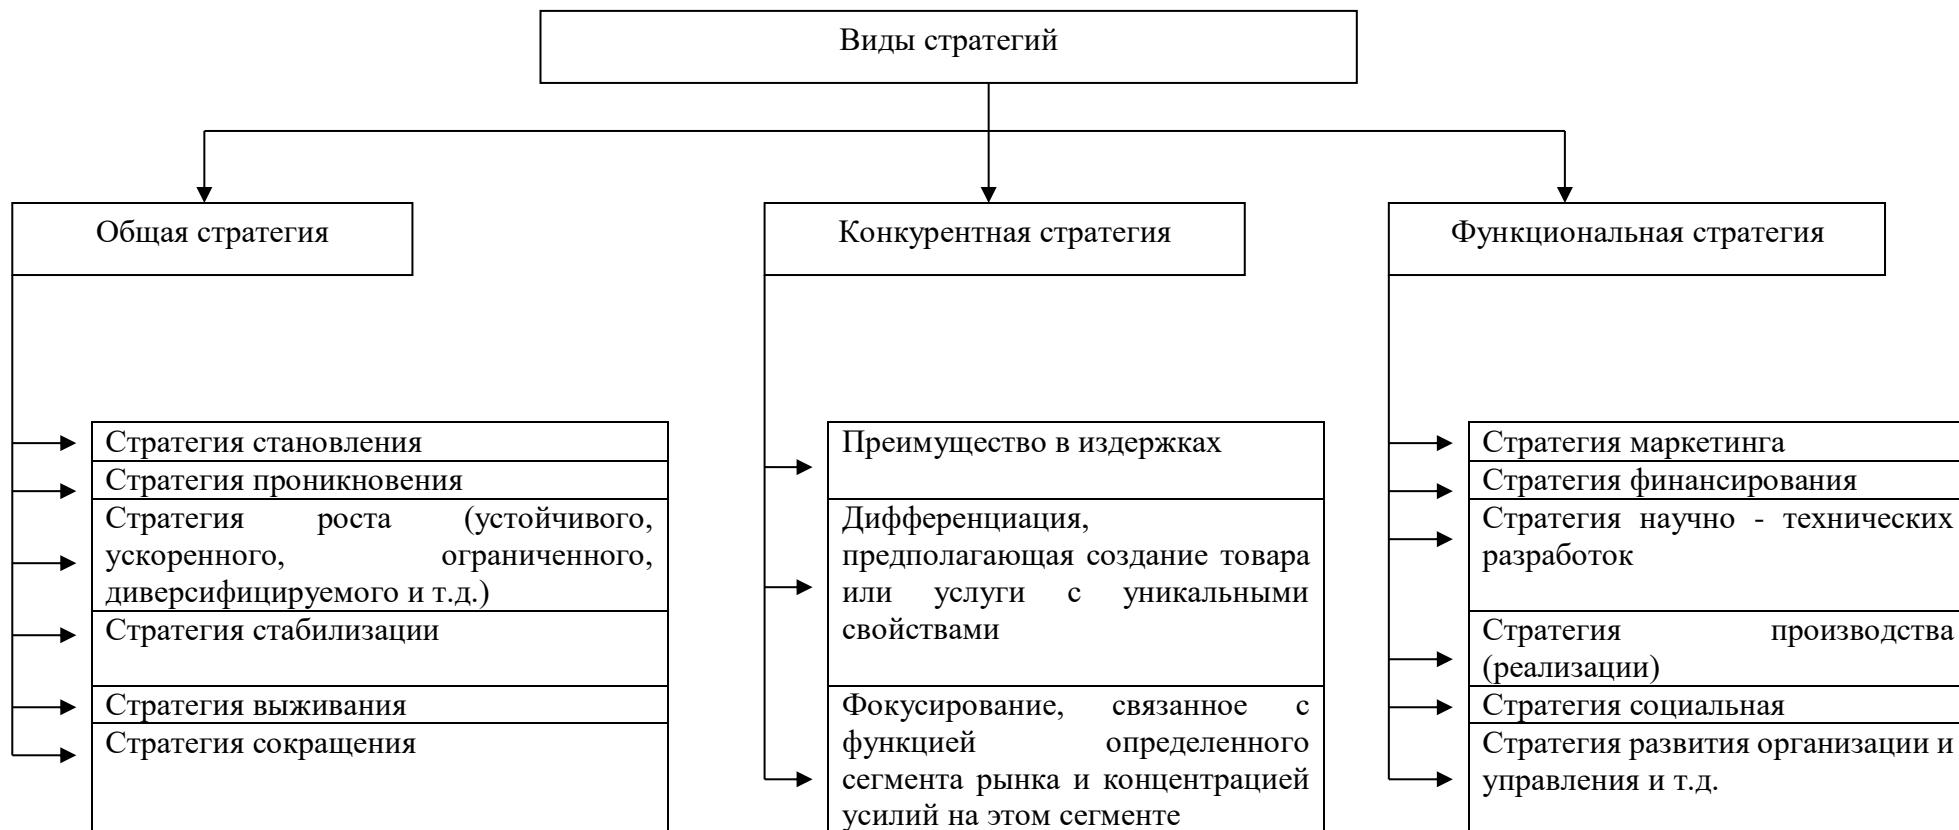 Виды стратегий
Общая стратегия
Стратегия становления
Стратегия проникновения
Стратегия роста (устойчивого,
ускоренного, ограниченного,
диверсифицируемого и т.д.)
Стратегия стабилизации
Стратегия выживания
Стратегия сокращения
Конкурентная стратегия
Преимущество в издержках
Дифференциация,
предполагающая создание товара
или услуги с уникальными
свойствами
Фокусирование, связанное с
функцией определенного
сегмента рынка и концентрацией
усилий на этом сегменте
Функциональная стратегия
Стратегия маркетинга
Стратегия финансирования
Стратегия научно - технических
разработок
Стратегия производства
(реализации)
Стратегия социальная
Стратегия развития организации и
управления и т.д.